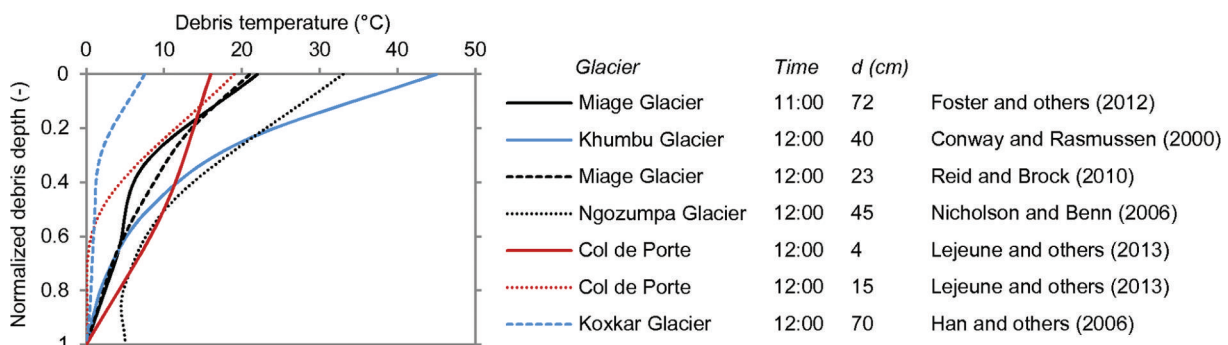 Debris temperature (°C)
0 10 20 30 40 50
Normalized debris depth (-)
0
0.2
0.4
0.6
0.8
1
Glacier Time d (cm)
Miage Glacier 11:00 72 Foster and others (2012)
Khumbu Glacier 12:00 40 Conway and Rasmussen (2000)
Miage Glacier 12:00 23 Reid and Brock (2010)
Ngozumpa Glacier 12:00 45 Nicholson and Benn (2006)
Col de Porte 12:00 4 Lejeune and others (2013)
Col de Porte 12:00 15 Lejeune and others (2013)
Koxkar Glacier 12:00 70 Han and others (2006)